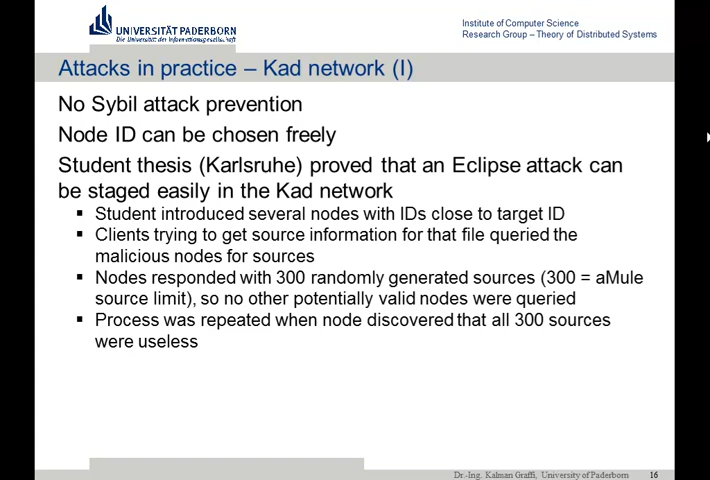 UNIVERSITÄT PADERBORN
Die Universität der Informationsgesellschaft
Institute of Computer Science
Research Group – Theory of Distributed Systems
Attacks in practice – Kad network (I)
No Sybil attack prevention
Node ID can be chosen freely
Student thesis (Karlsruhe) proved that an Eclipse attack can
be staged easily in the Kad network
▪ Student introduced several nodes with IDs close to target ID
▪ Clients trying to get source information for that file queried the
malicious nodes for sources
▪ Nodes responded with 300 randomly generated sources (300 = aMule
source limit), so no other potentially valid nodes were queried
▪ Process was repeated when node discovered that all 300 sources
were useless
Dr.-Ing. Kalman Graffi, University of Paderborn 16